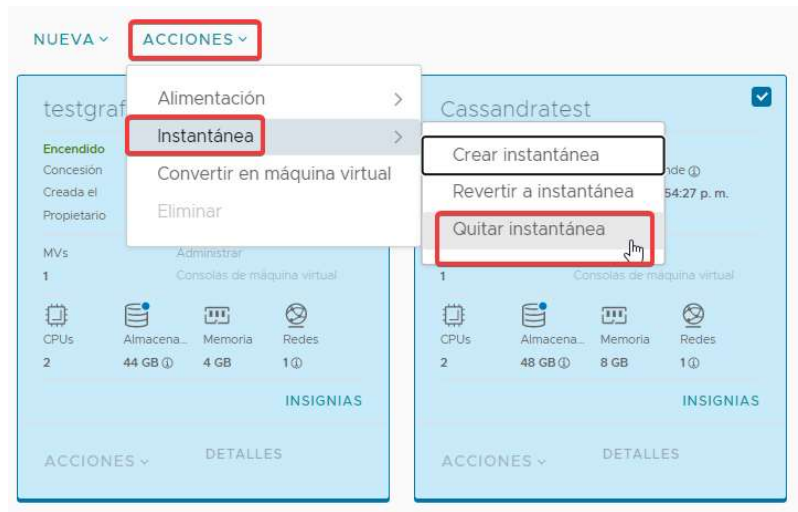 NUEVA ACCIONES
testgraf
Cassandratest
Alimentación
Instantánea
Convertir en máquina virtual
Eliminar
Crear instantánea
Revertir a instantánea
Quitar instantánea
Encendido
Concesión
Creada el
Propietario
nde
54:27 p. m.
MVs Administrar
1 Consolas de máquina virtual
1 Consolas de máquina virtual
CPUs Almacena... Memoria Redes
2 44 GB 4 GB 1
CPUs Almacena... Memoria Redes
2 48 GB 8 GB 1
INSIGNIAS
INSIGNIAS
ACCIONES DETALLES
ACCIONES DETALLES